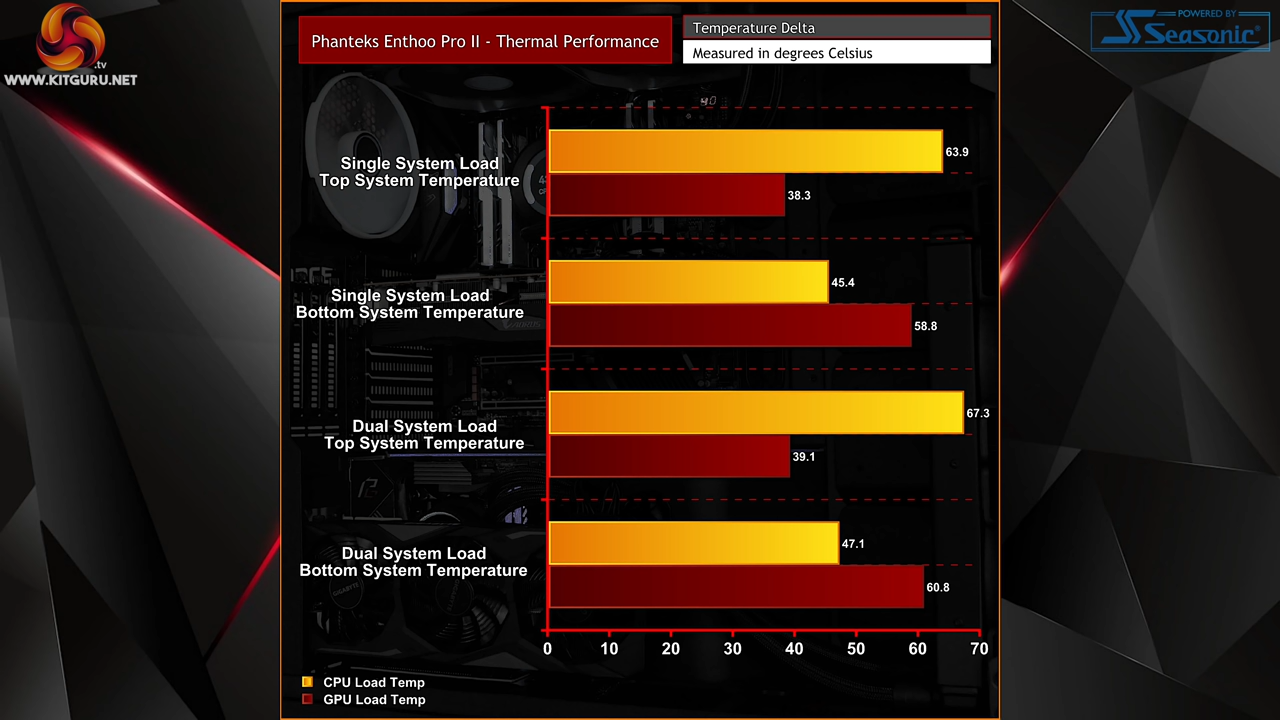 .tv
WWW.KITGURU.NET
Phanteks Enthoo Pro II - Thermal Performance
Temperature Delta
Measured in degrees Celsius
POWERED BY
Seasonic
Single System Load
Top System Temperature
63.9
38.3
Single System Load
Bottom System Temperature
45.4
58.8
Dual System Load
Top System Temperature
67.3
39.1
Dual System Load
Bottom System Temperature
47.1
60.8
0 10 20 30 40 50 60 70
CPU Load Temp
GPU Load Temp